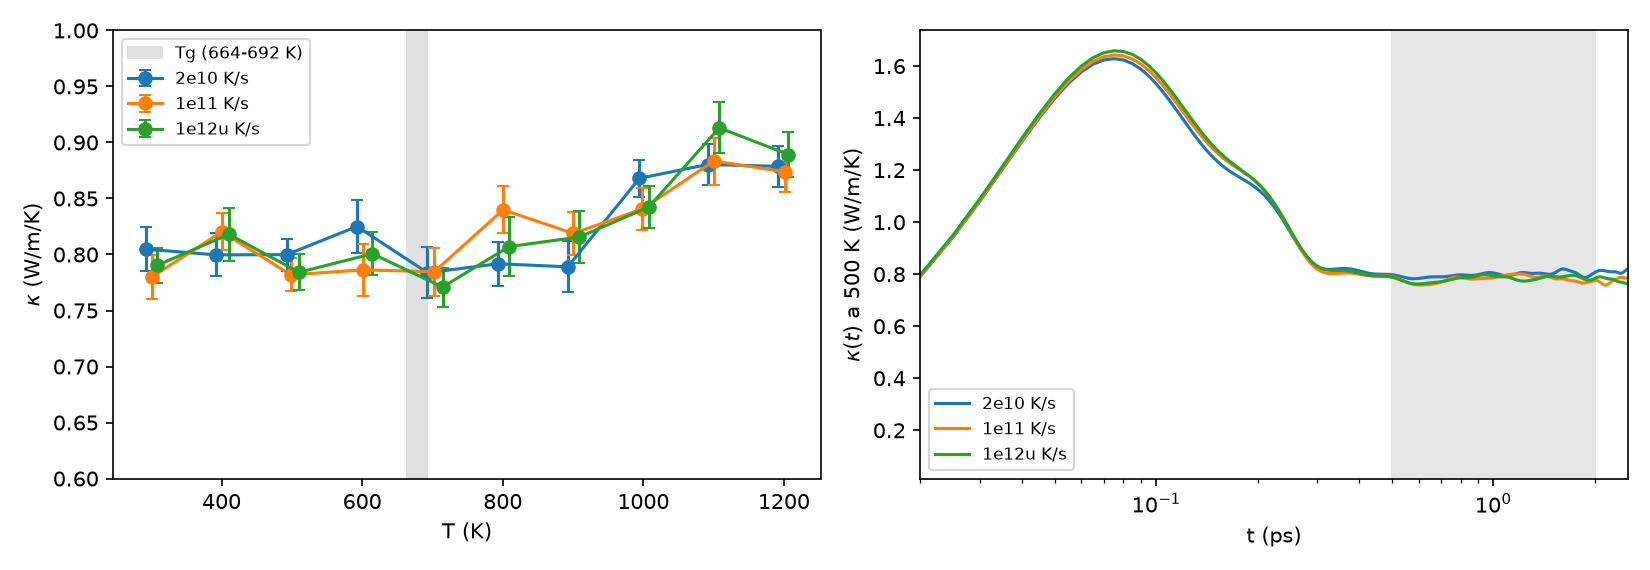 1.00
0.95
0.90
0.85
0.80
0.75
0.70
0.65
0.60
κ (W/m/K)
400
600
800
1000
1200
T (K)
Tg (664-692 K)
2e10 K/s
1e11 K/s
1e12u K/s
1.6
1.4
1.2
1.0
0.8
0.6
0.4
0.2
κ(t) a 500 K (W/m/K)
10⁻¹
10⁰
t (ps)
2e10 K/s
1e11 K/s
1e12u K/s